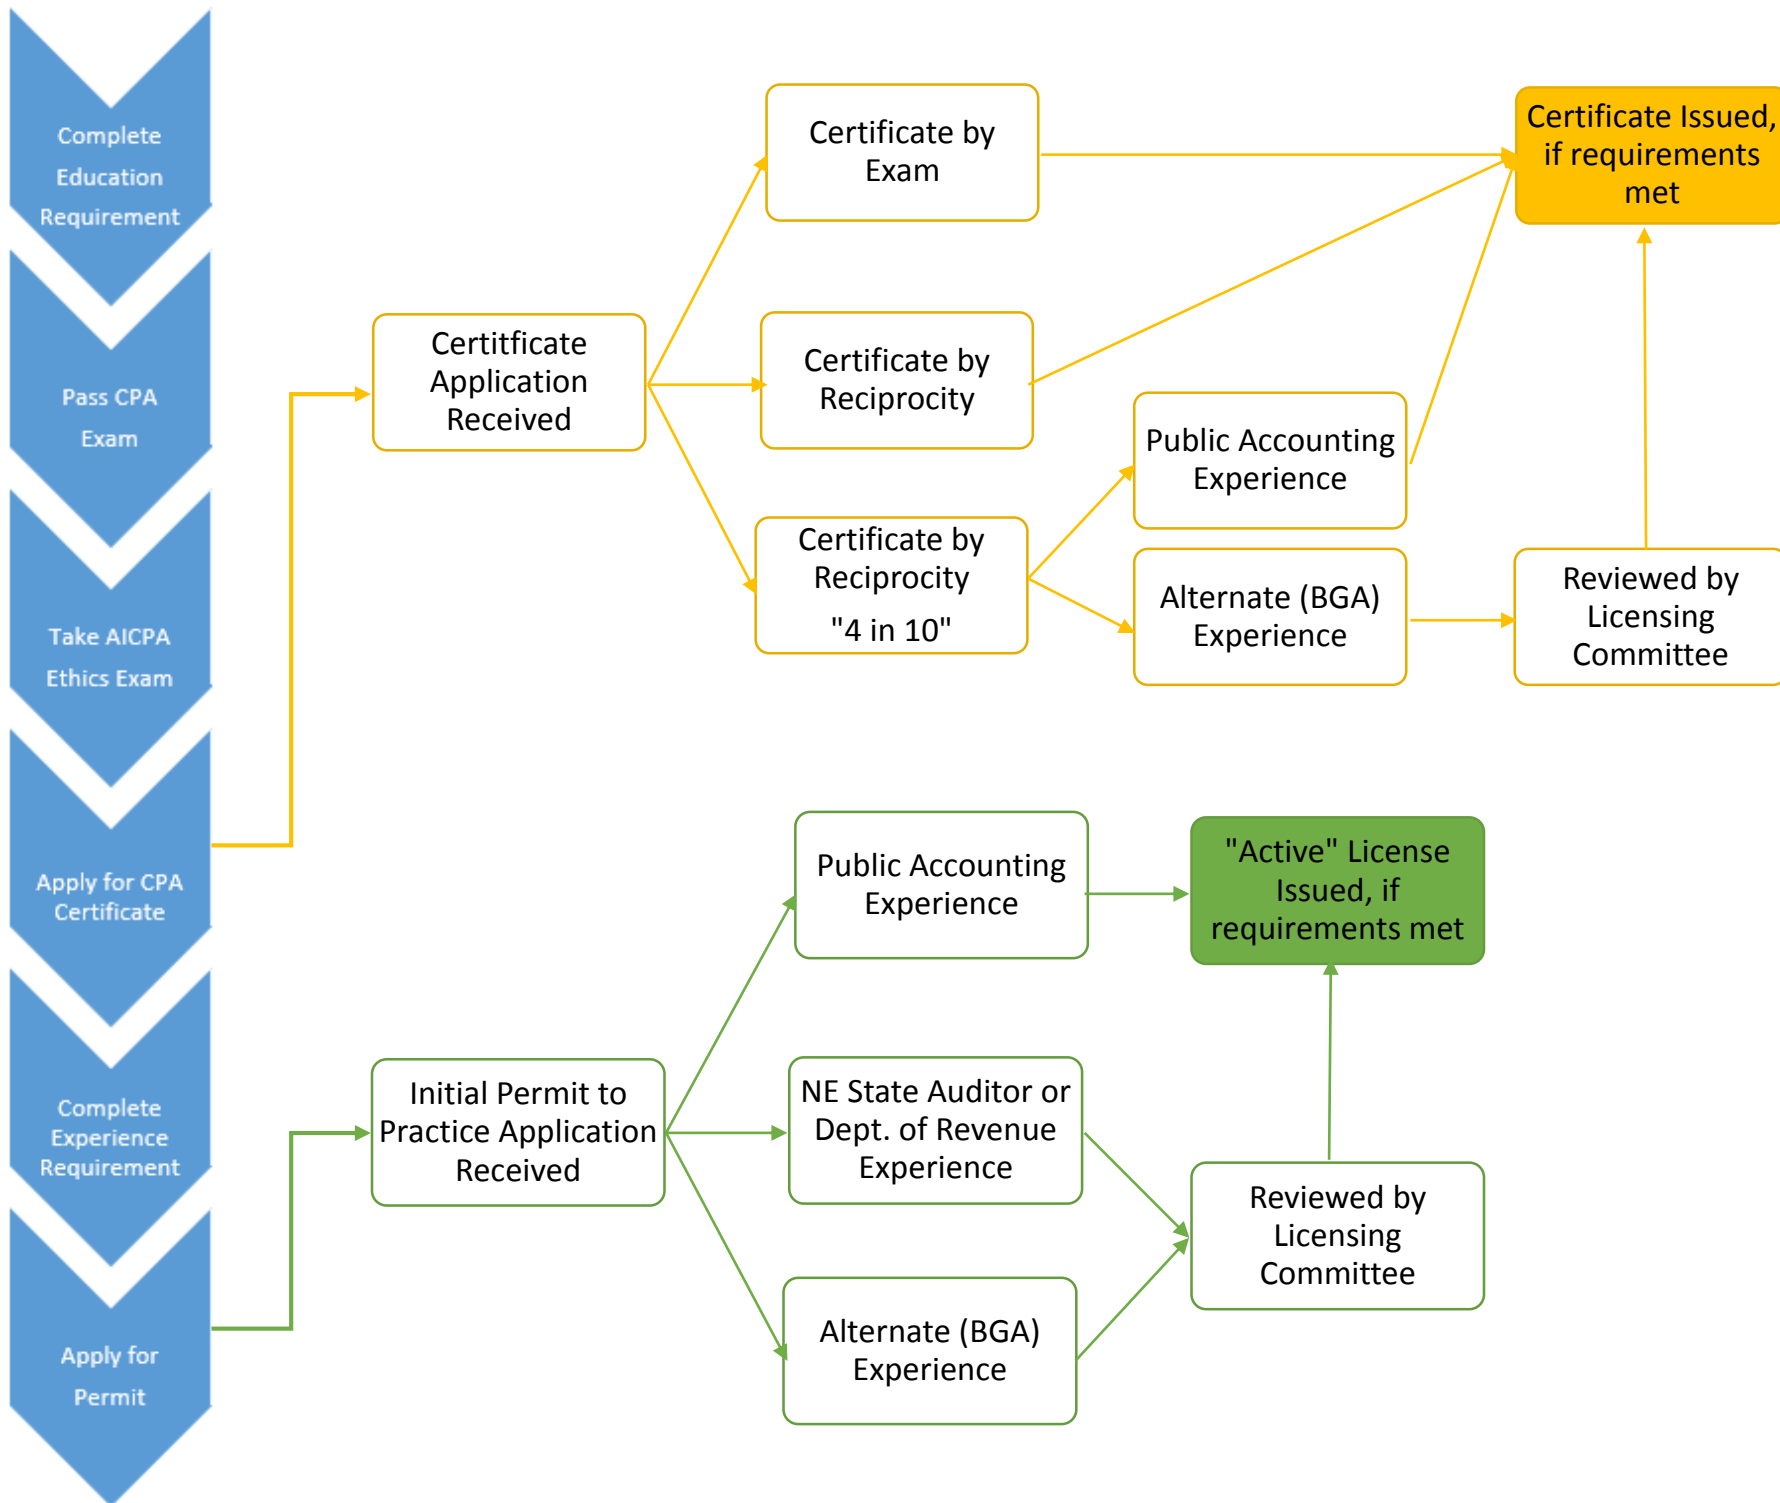 Complete
Education
Requirement
Pass CPA
Exam
Take AICPA
Ethics Exam
Apply for CPA
Certificate
Complete
Experience
Requirement
Apply for
Permit
Certitficate
Application
Received
Certificate by
Exam
Certificate by
Reciprocity
Certificate by
Reciprocity
"4 in 10"
Public Accounting
Experience
Alternate (BGA)
Experience
Reviewed by
Licensing
Committee
Certificate Issued,
if requirements
met
Initial Permit to
Practice Application
Received
Public Accounting
Experience
NE State Auditor or
Dept. of Revenue
Experience
Alternate (BGA)
Experience
Reviewed by
Licensing
Committee
"Active" License
Issued, if
requirements met